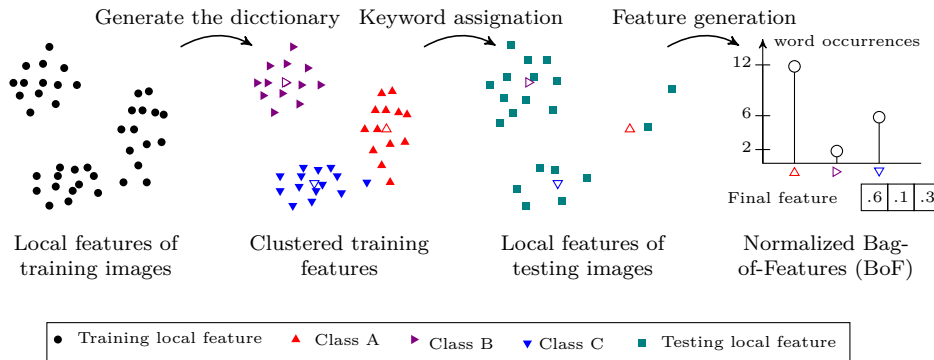 Generate the dicctionary
Keyword assignation
Feature generation
word occurrences
12
6
2
Final feature
.6 .1 .3
Local features of
training images
Clustered training
features
Local features of
testing images
Normalized Bag-
of-Features (BoF)
Training local feature
Class A
Class B
Class C
Testing local feature